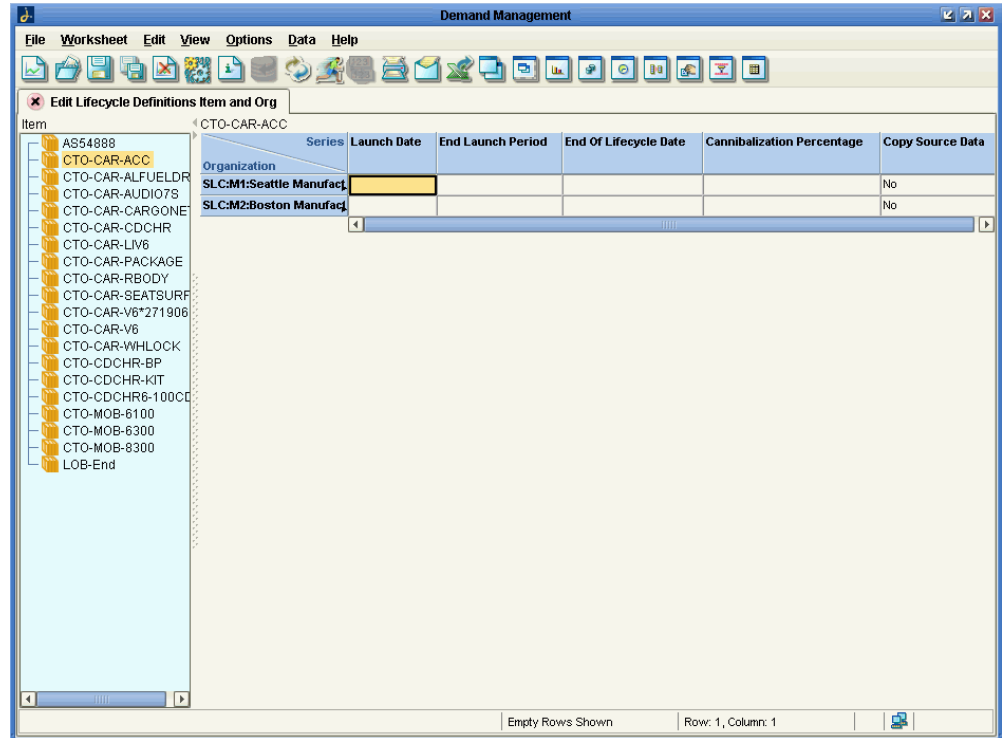 Demand Management
File Worksheet Edit View Options Data Help
Edit Lifecycle Definitions Item and Org
Item
CTO-CAR-ACC
AS54888
CTO-CAR-ACC
CTO-CAR-ALFUELDR
CTO-CAR-AUDIO7S
CTO-CAR-CARGONET
CTO-CAR-CDCHR
CTO-CAR-LIV6
CTO-CAR-PACKAGE
CTO-CAR-RBODY
CTO-CAR-SEATSURF
CTO-CAR-V6*271906
CTO-CAR-V6
CTO-CAR-WHLOCK
CTO-CDCHR-BP
CTO-CDCHR-KIT
CTO-CDCHR6-100CD
CTO-MOB-6100
CTO-MOB-6300
CTO-MOB-8300
LOB-End
Series Launch Date End Launch Period End Of Lifecycle Date Cannibalization Percentage Copy Source Data
Organization
SLC:M1:Seattle Manufact No
SLC:M2:Boston Manufact No
Empty Rows Shown Row: 1, Column: 1